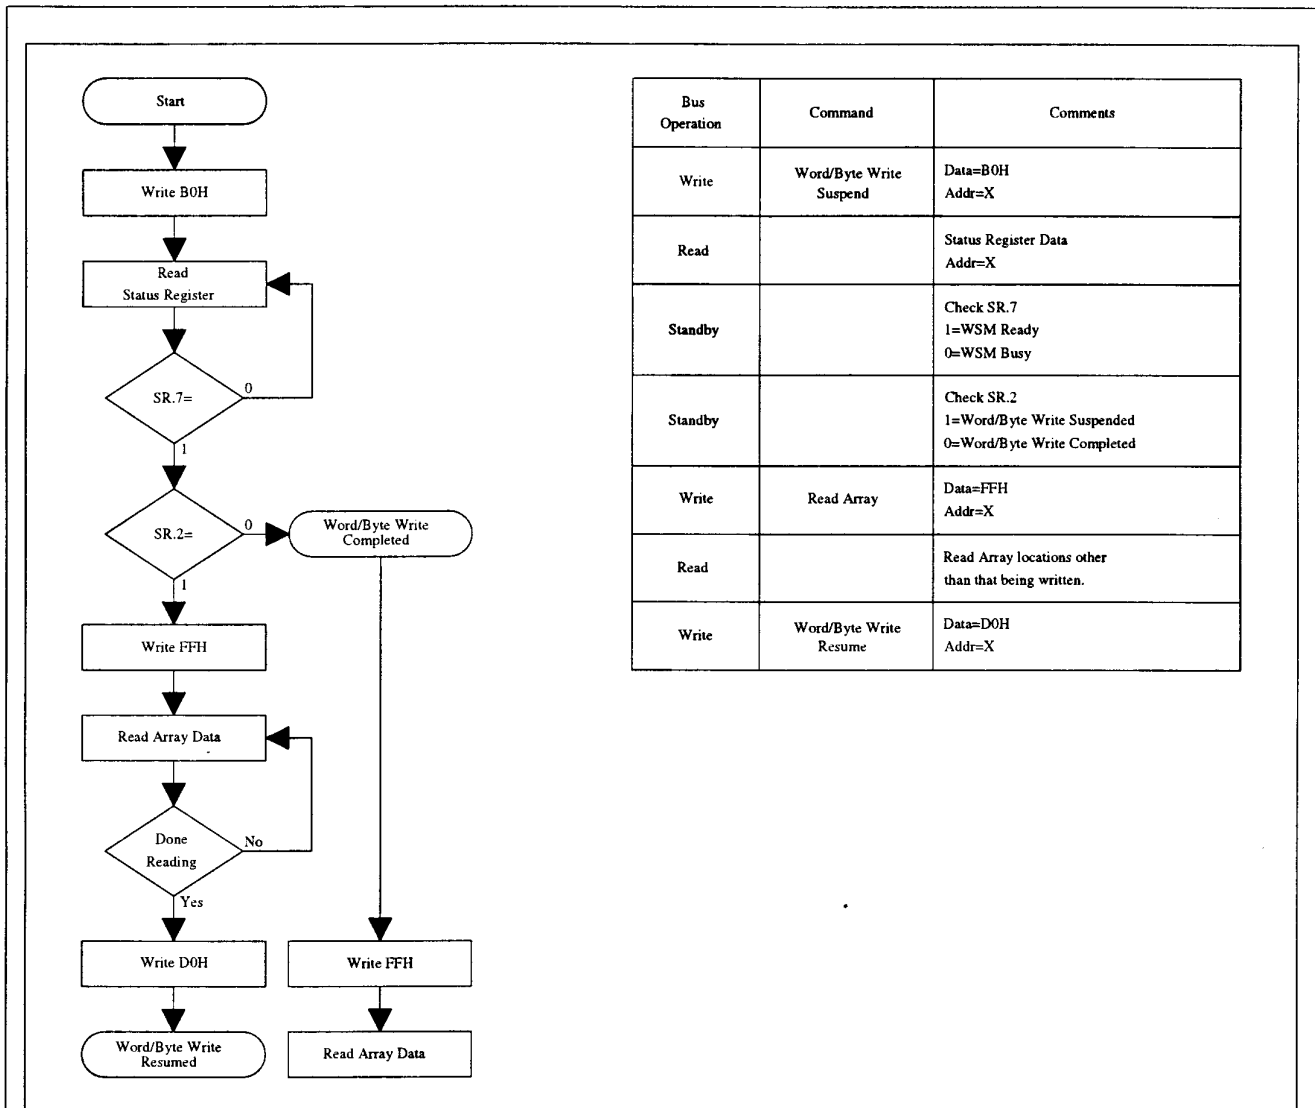 Start
Write B0H
Read
Status Register
SR.7=
0
1
SR.2=
0
Word/Byte Write
Completed
1
Write FFH
Read Array Data
Done
Reading
No
Yes
Write D0H
Write FFH
Word/Byte Write
Resumed
Read Array Data
Bus
Operation
Command
Comments
Write
Word/Byte Write
Suspend
Data=B0H
Addr=X
Read
Status Register Data
Addr=X
Standby
Check SR.7
1=WSM Ready
0=WSM Busy
Standby
Check SR.2
1=Word/Byte Write Suspended
0=Word/Byte Write Completed
Write
Read Array
Data=FFH
Addr=X
Read
Read Array locations other
than that being written.
Write
Word/Byte Write
Resume
Data=D0H
Addr=X